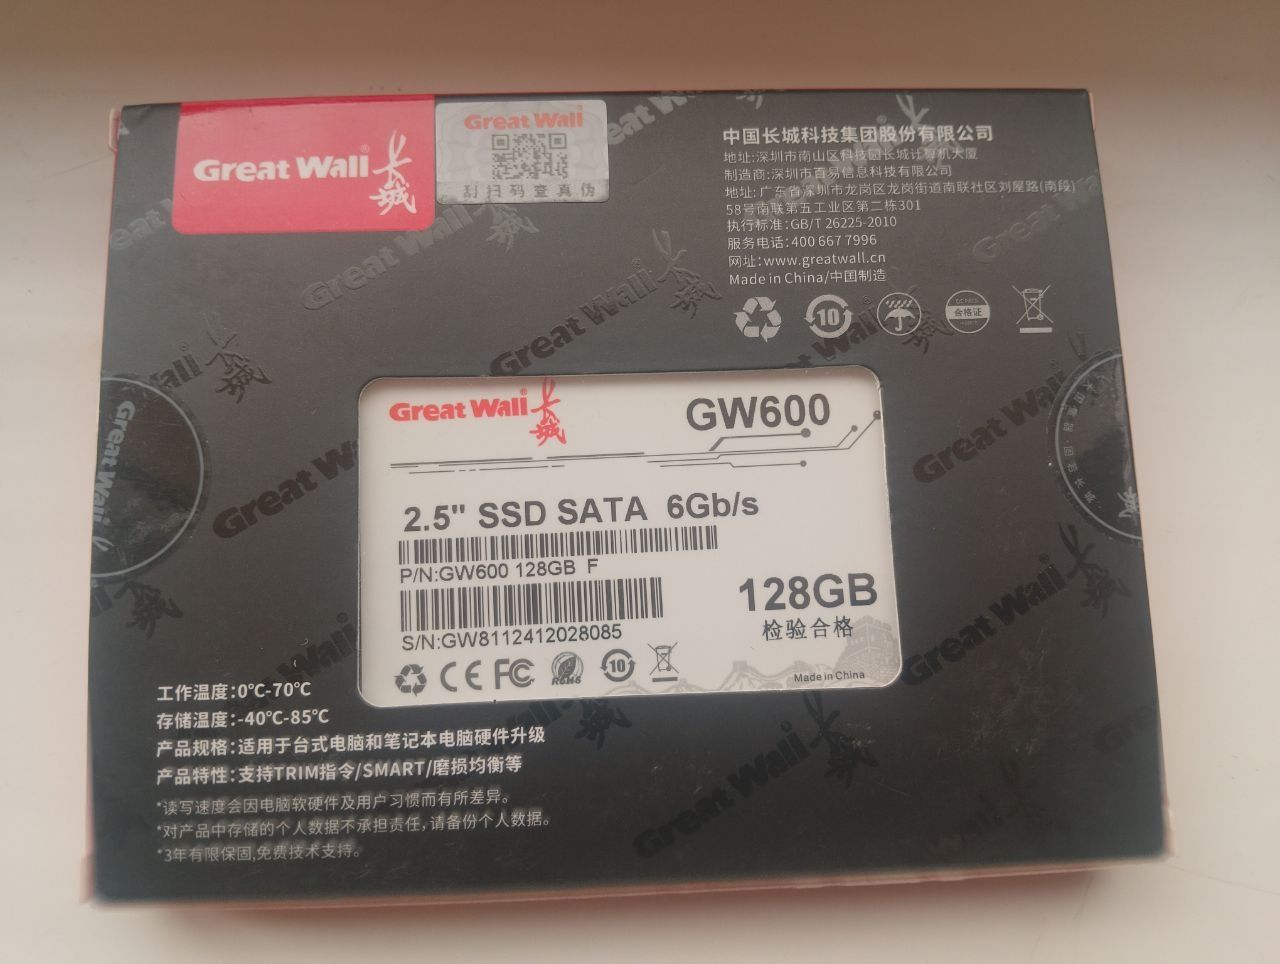 Great Wall® 长城
Great Wall
刮扫码查真伪
中国长城科技集团股份有限公司
地址:深圳市南山区科技园长城计算机大厦
制造商:深圳市百易信息科技有限公司
地址:广东省深圳市龙岗区龙岗街道南联社区刘屋路(南段)
58号南联第五工业区第二栋301
执行标准:GB/T 26225-2010
服务电话:400 667 7996
网址:www.greatwall.cn
Made in China/中国制造
10
合格证
Great Wall® 长城
GW600
2.5" SSD SATA 6Gb/s
P/N:GW600 128GB F
S/N:GW8112412028085
128GB
检验合格
CE FC RoHS 10
Made in China
工作温度:0℃-70℃
存储温度:-40℃-85℃
产品规格:适用于台式电脑和笔记本电脑硬件升级
产品特性:支持TRIM指令/SMART/磨损均衡等
*读写速度会因电脑软硬件及用户习惯而有所差异。
*对产品中存储的个人数据不承担责任,请备份个人数据。
*3年有限保固,免费技术支持。